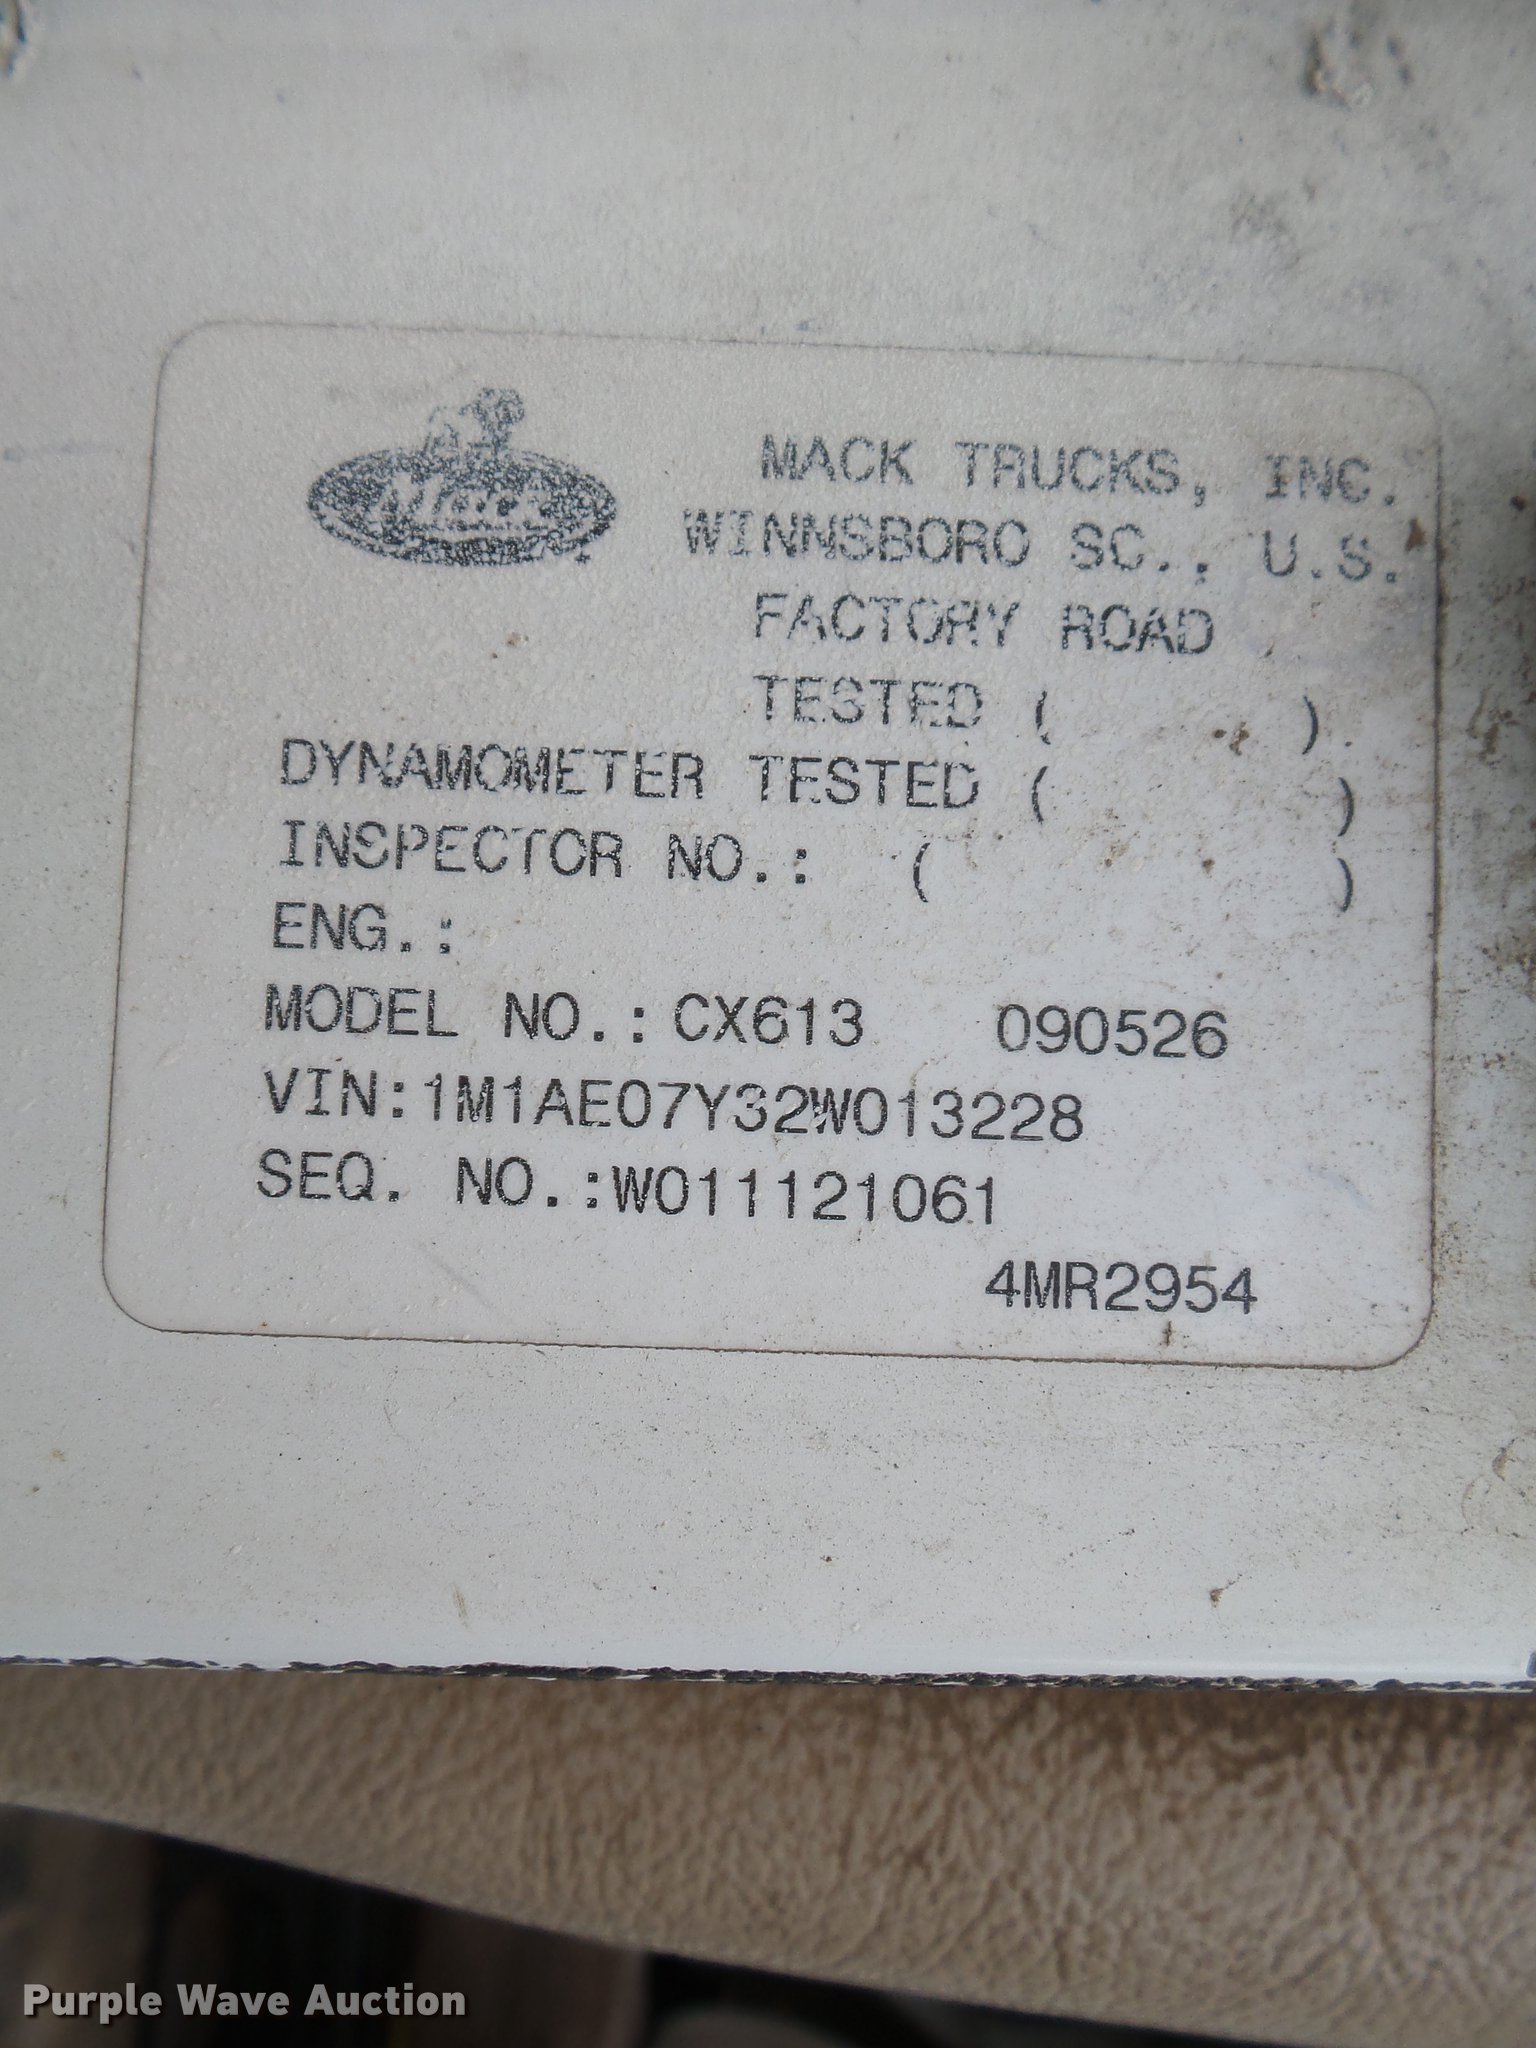 Mack
MACK TRUCKS, INC.
WINNSBORO SC., U.S.
FACTORY ROAD
TESTED ( )
DYNAMOMETER TESTED ( )
INSPECTOR NO.: ( )
ENG.:
MODEL NO.:CX613 090526
VIN:1M1AE07Y32W013228
SEQ. NO.:W011121061
4MR2954
Purple Wave Auction